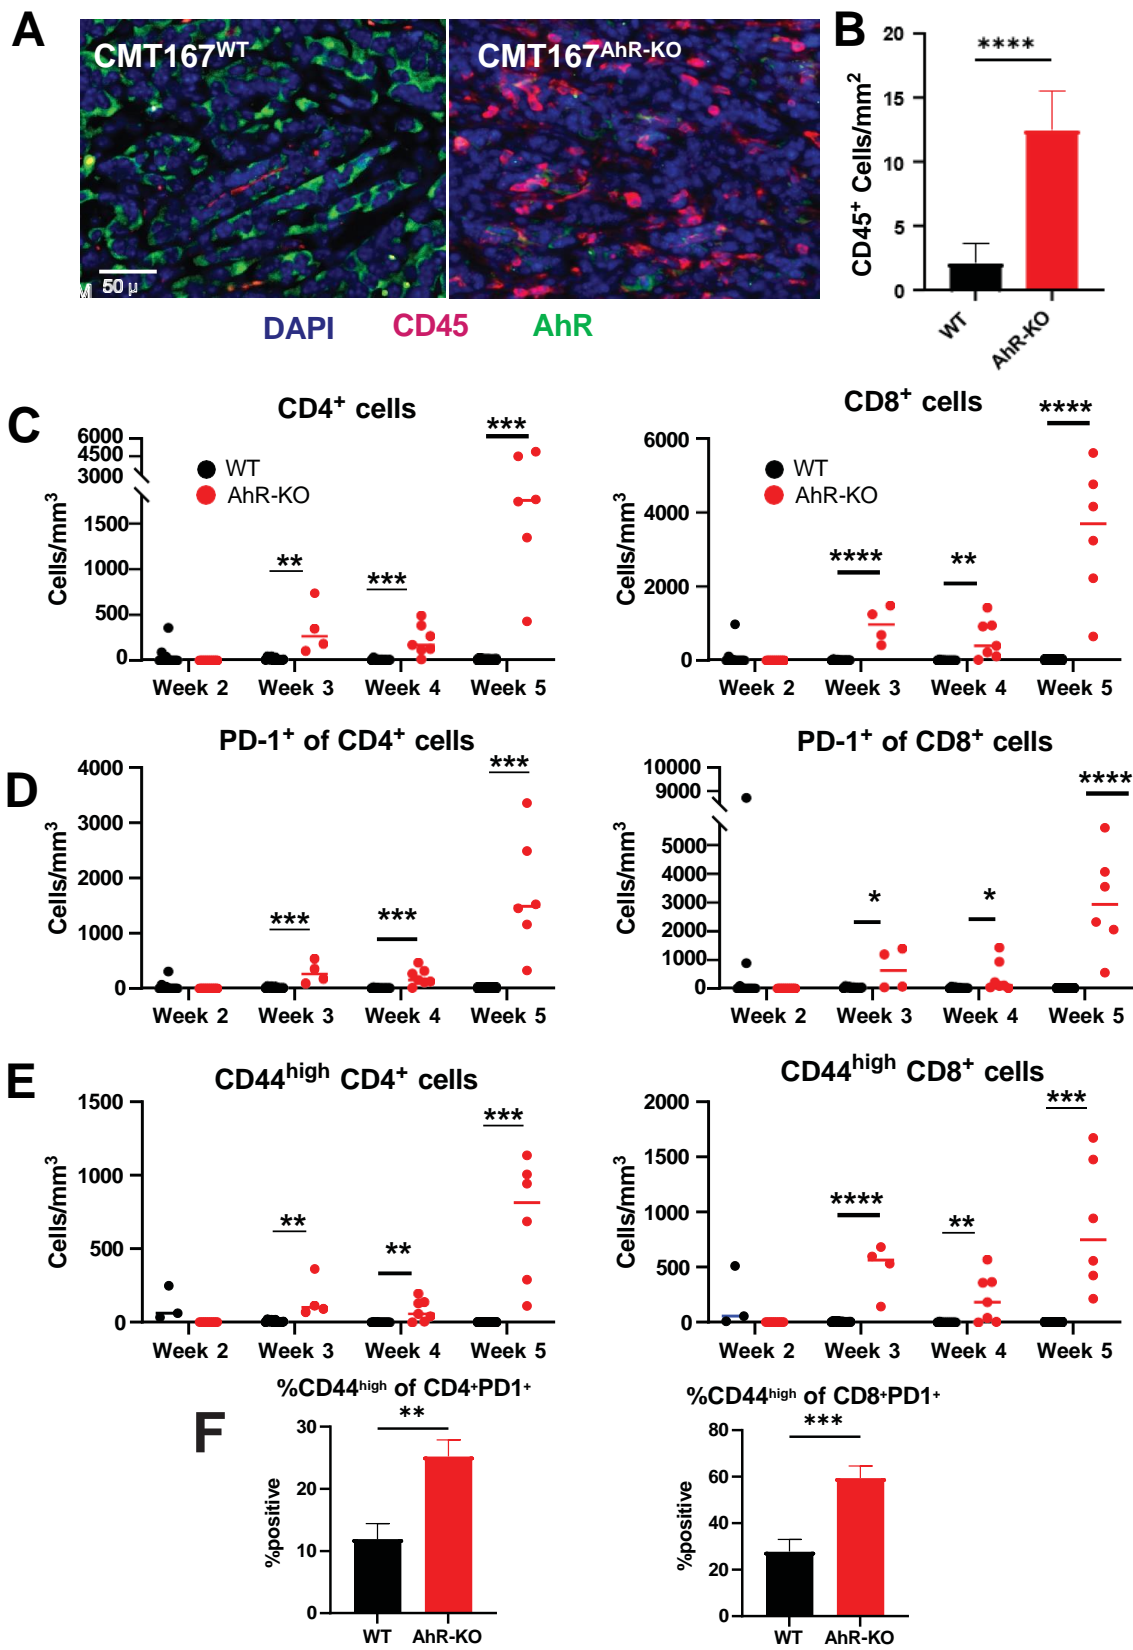 A
CMT167WT
CMT167AhR-KO
50 µ
M
DAPI CD45 AhR
B
CD45+ Cells/mm2
20
15
10
5
0
****
WT
AhR-KO
C
CD4+ cells
Cells/mm3
6000
4500
3000
1500
1000
500
0
WT
AhR-KO
**
***
***
Week 2 Week 3 Week 4 Week 5
CD8+ cells
Cells/mm3
6000
4000
2000
0
****
**
****
Week 2 Week 3 Week 4 Week 5
D
PD-1+ of CD4+ cells
Cells/mm3
4000
3000
2000
1000
0
***
***
***
Week 2 Week 3 Week 4 Week 5
PD-1+ of CD8+ cells
Cells/mm3
10000
9000
5000
4000
3000
2000
1000
0
*
*
****
Week 2 Week 3 Week 4 Week 5
E
CD44high CD4+ cells
Cells/mm3
1500
1000
500
0
**
**
***
Week 2 Week 3 Week 4 Week 5
CD44high CD8+ cells
Cells/mm3
2000
1500
1000
500
0
****
**
***
Week 2 Week 3 Week 4 Week 5
F
%CD44high of CD4+PD1+
%positive
30
20
10
0
**
WT AhR-KO
%CD44high of CD8+PD1+
%positive
80
60
40
20
0
***
WT AhR-KO